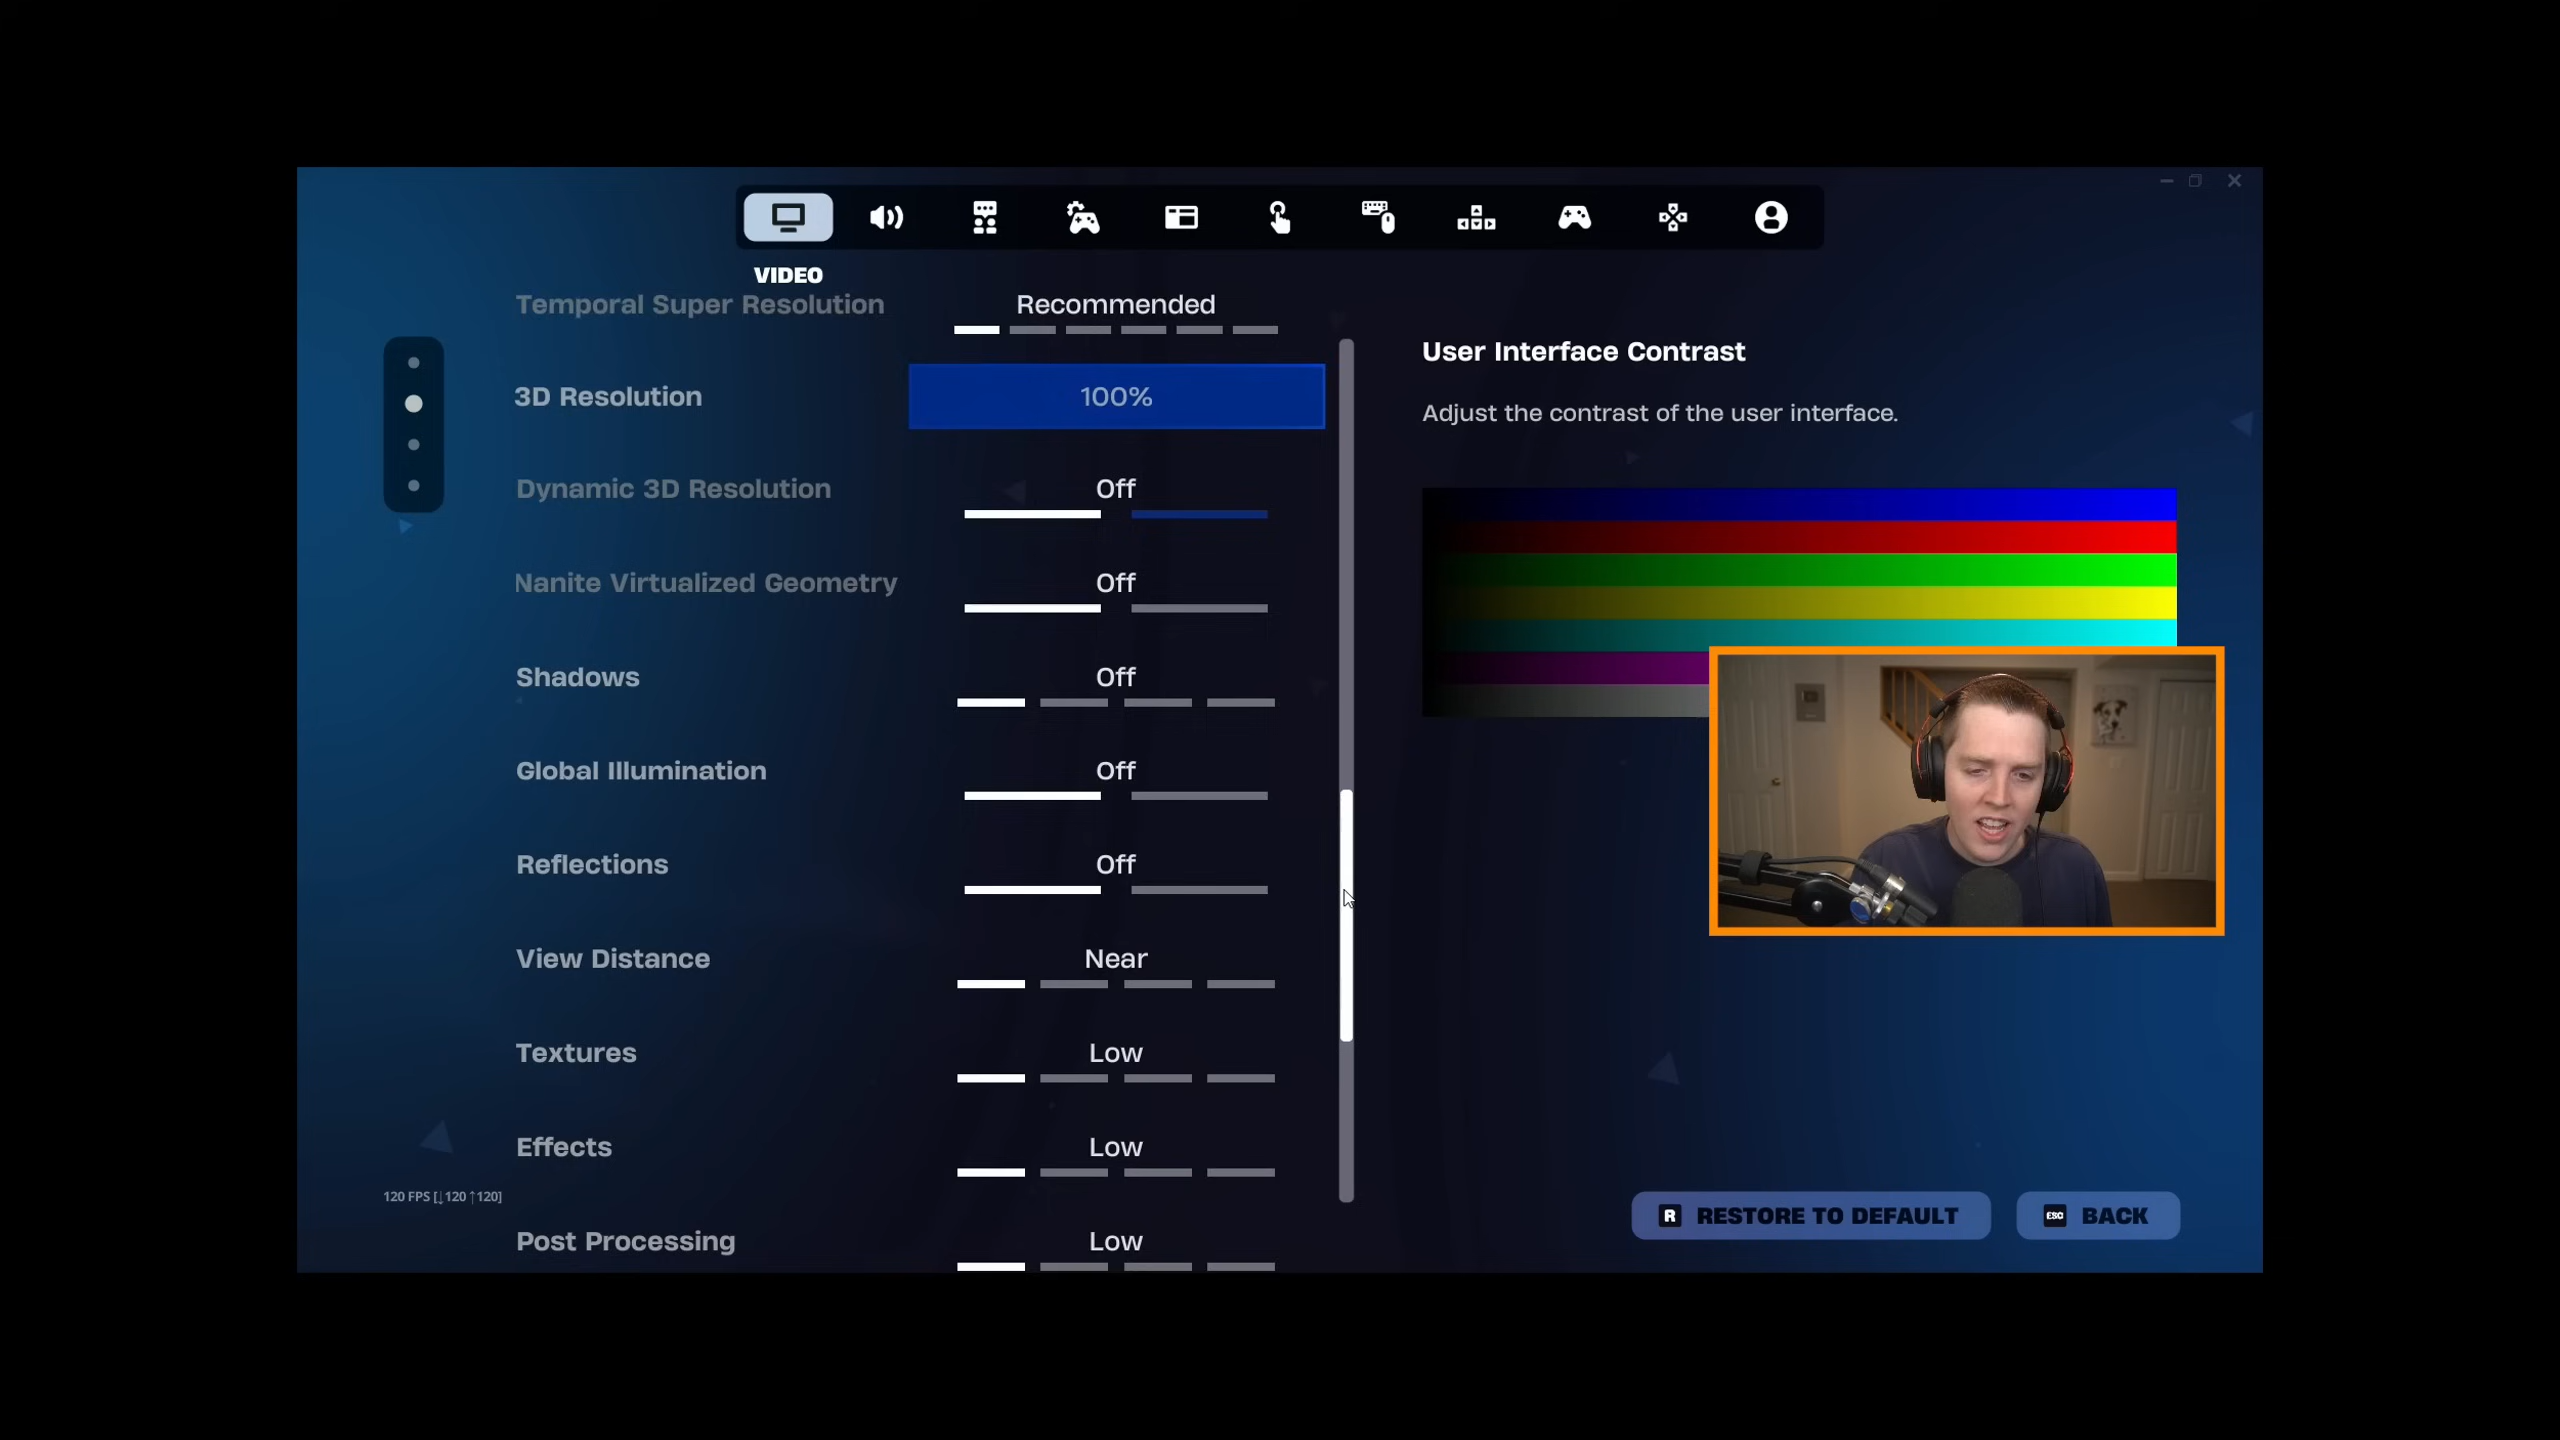 VIDEO
Temporal Super Resolution Recommended
3D Resolution 100%
Dynamic 3D Resolution Off
Nanite Virtualized Geometry Off
Shadows Off
Global Illumination Off
Reflections Off
View Distance Near
Textures Low
Effects Low
Post Processing Low
User Interface Contrast
Adjust the contrast of the user interface.
120 FPS [↓120 ↑120]
R RESTORE TO DEFAULT
ESC BACK